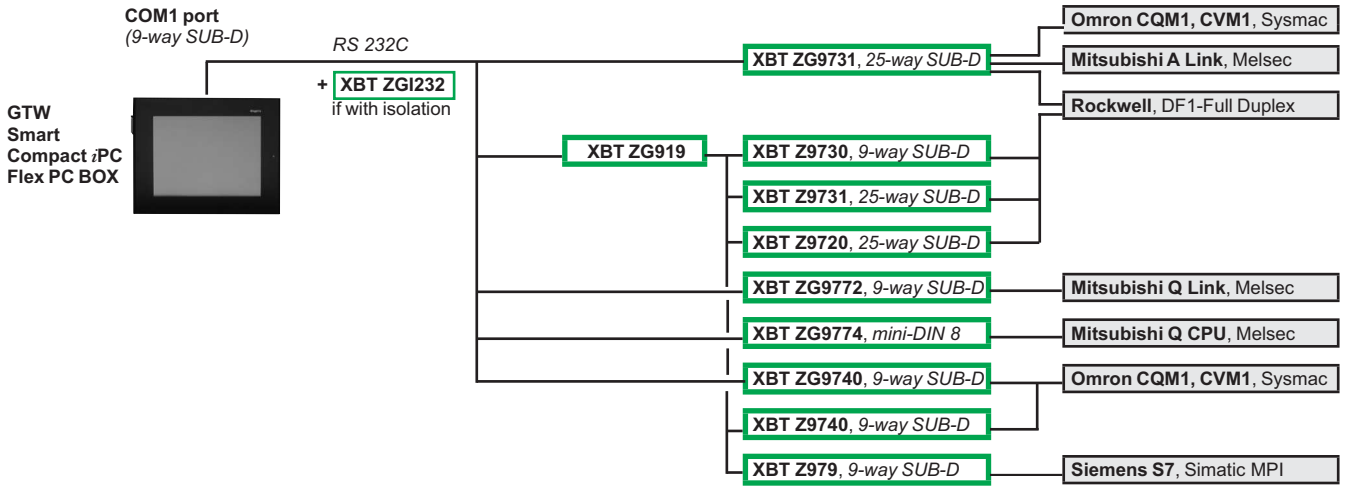 COM1 port
(9-way SUB-D)
RS 232C
+ XBT ZGI232
if with isolation
GTW
Smart
Compact iPC
Flex PC BOX
XBT ZG9731, 25-way SUB-D
Omron CQM1, CVM1, Sysmac
Mitsubishi A Link, Melsec
Rockwell, DF1-Full Duplex
XBT ZG919
XBT Z9730, 9-way SUB-D
XBT Z9731, 25-way SUB-D
XBT Z9720, 25-way SUB-D
XBT ZG9772, 9-way SUB-D
Mitsubishi Q Link, Melsec
XBT ZG9774, mini-DIN 8
Mitsubishi Q CPU, Melsec
XBT ZG9740, 9-way SUB-D
Omron CQM1, CVM1, Sysmac
XBT Z9740, 9-way SUB-D
XBT Z979, 9-way SUB-D
Siemens S7, Simatic MPI